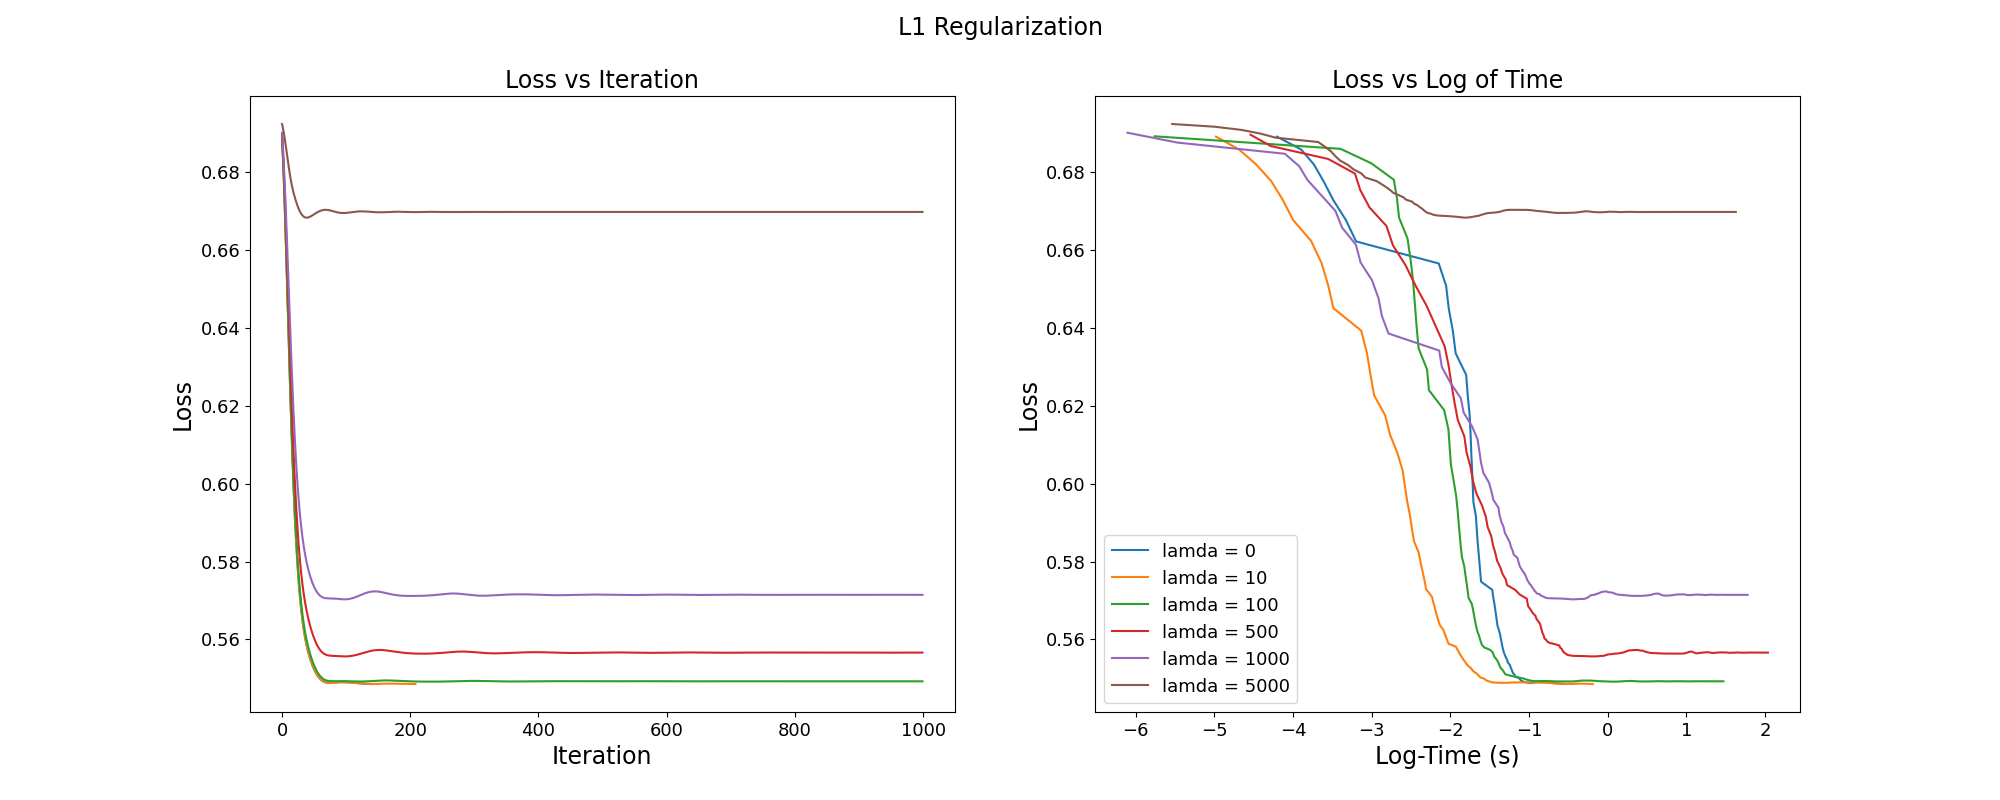 L1 Regularization
Loss vs Iteration
Loss
0.68
0.66
0.64
0.62
0.60
0.58
0.56
0 200 400 600 800 1000
Iteration
Loss vs Log of Time
Loss
0.68
0.66
0.64
0.62
0.60
0.58
0.56
lamda = 0
lamda = 10
lamda = 100
lamda = 500
lamda = 1000
lamda = 5000
−6 −5 −4 −3 −2 −1 0 1 2
Log-Time (s)